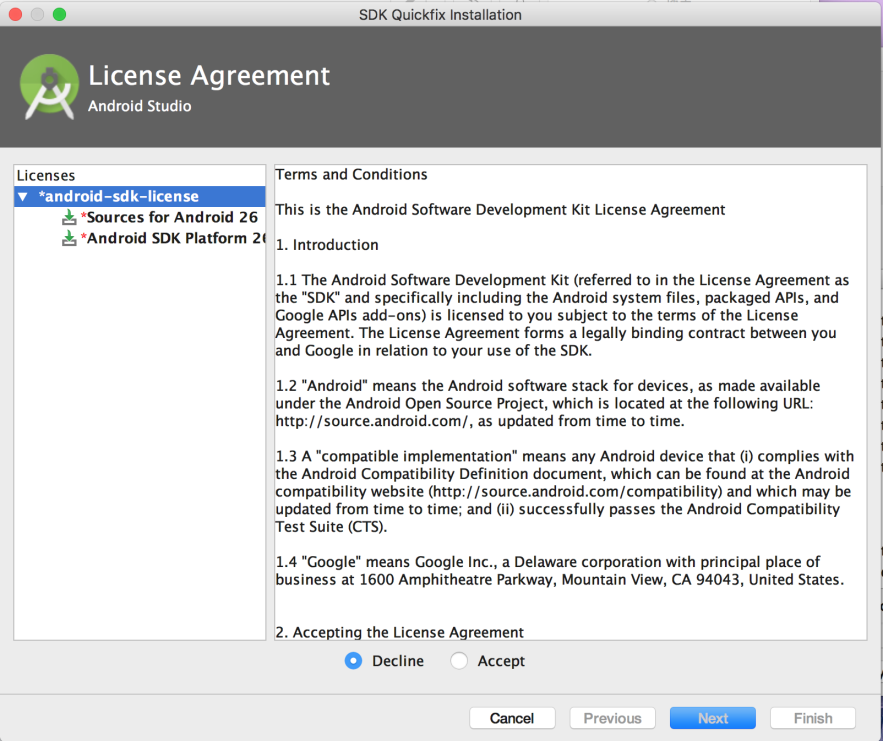 SDK Quickfix Installation
License Agreement
Android Studio
Licenses
*android-sdk-license
*Sources for Android 26
*Android SDK Platform 26
Terms and Conditions
This is the Android Software Development Kit License Agreement
1. Introduction
1.1 The Android Software Development Kit (referred to in the License Agreement as
the "SDK" and specifically including the Android system files, packaged APIs, and
Google APIs add-ons) is licensed to you subject to the terms of the License
Agreement. The License Agreement forms a legally binding contract between you
and Google in relation to your use of the SDK.
1.2 "Android" means the Android software stack for devices, as made available
under the Android Open Source Project, which is located at the following URL:
http://source.android.com/, as updated from time to time.
1.3 A "compatible implementation" means any Android device that (i) complies with
the Android Compatibility Definition document, which can be found at the Android
compatibility website (http://source.android.com/compatibility) and which may be
updated from time to time; and (ii) successfully passes the Android Compatibility
Test Suite (CTS).
1.4 "Google" means Google Inc., a Delaware corporation with principal place of
business at 1600 Amphitheatre Parkway, Mountain View, CA 94043, United States.
2. Accepting the License Agreement
Decline Accept
Cancel Previous Next Finish